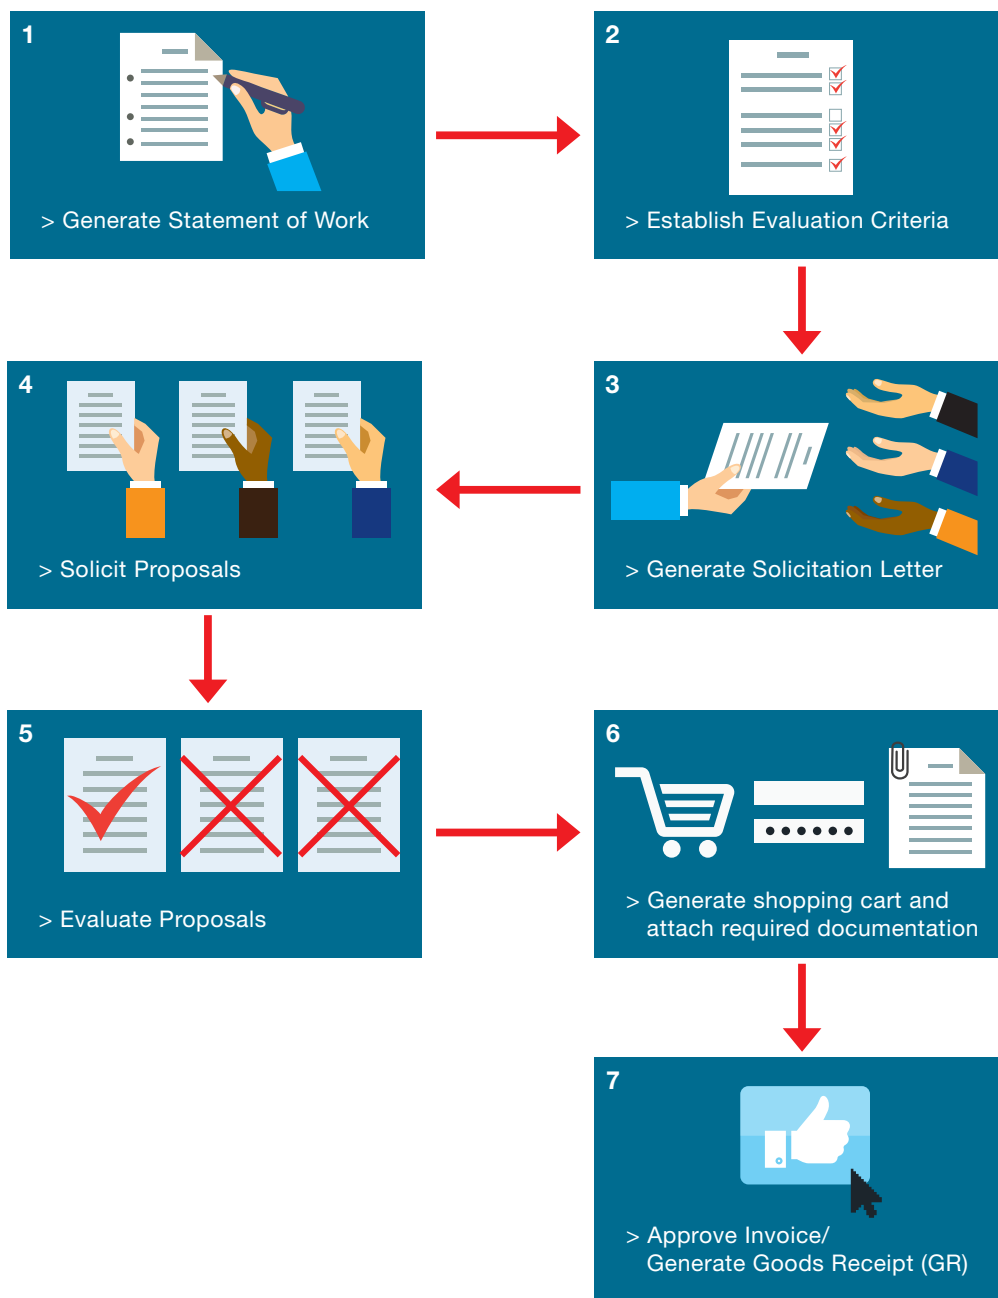 1
> Generate Statement of Work
2
> Establish Evaluation Criteria
3
> Generate Solicitation Letter
4
> Solicit Proposals
5
> Evaluate Proposals
6
> Generate shopping cart and
attach required documentation
7
> Approve Invoice/
Generate Goods Receipt (GR)